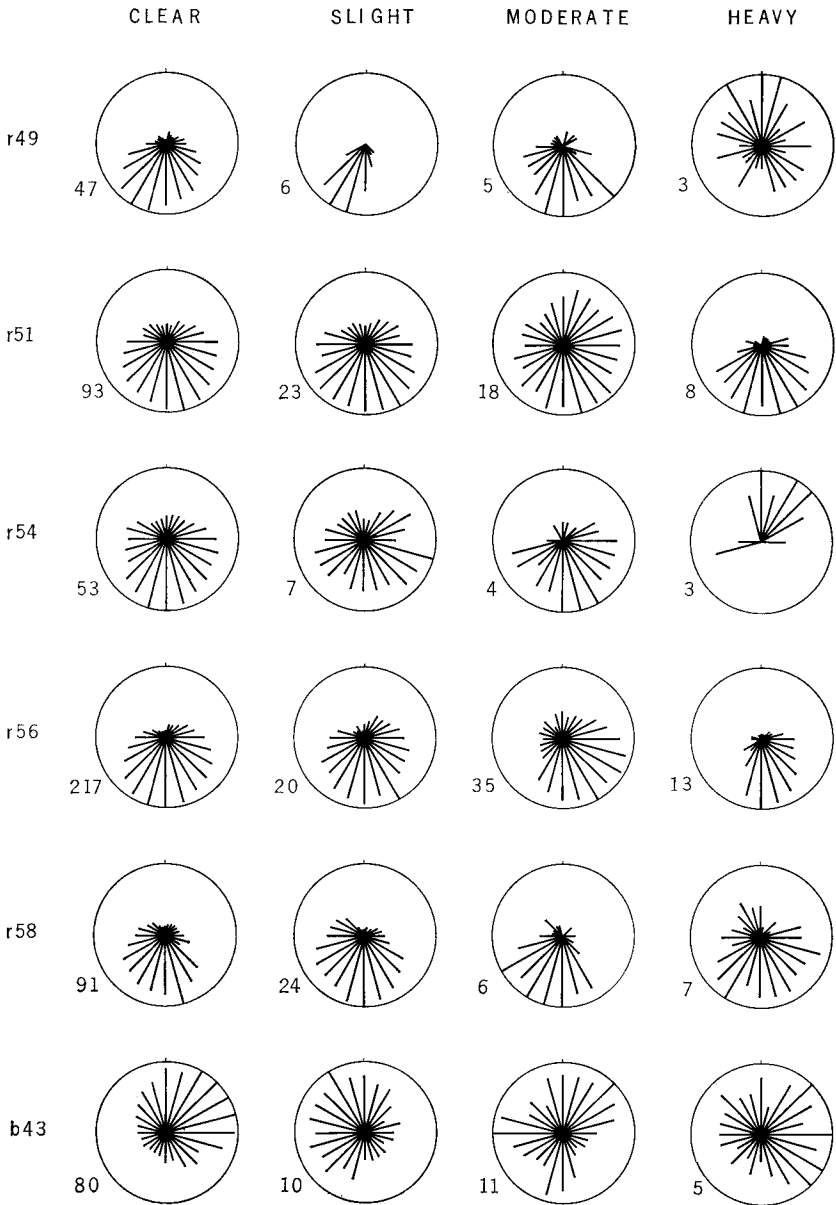 CLEAR SLIGHT MODERATE HEAVY
r49
47 6 5 3
r51
93 23 18 8
r54
53 7 4 3
r56
217 20 35 13
r58
91 24 6 7
b43
80 10 11 5